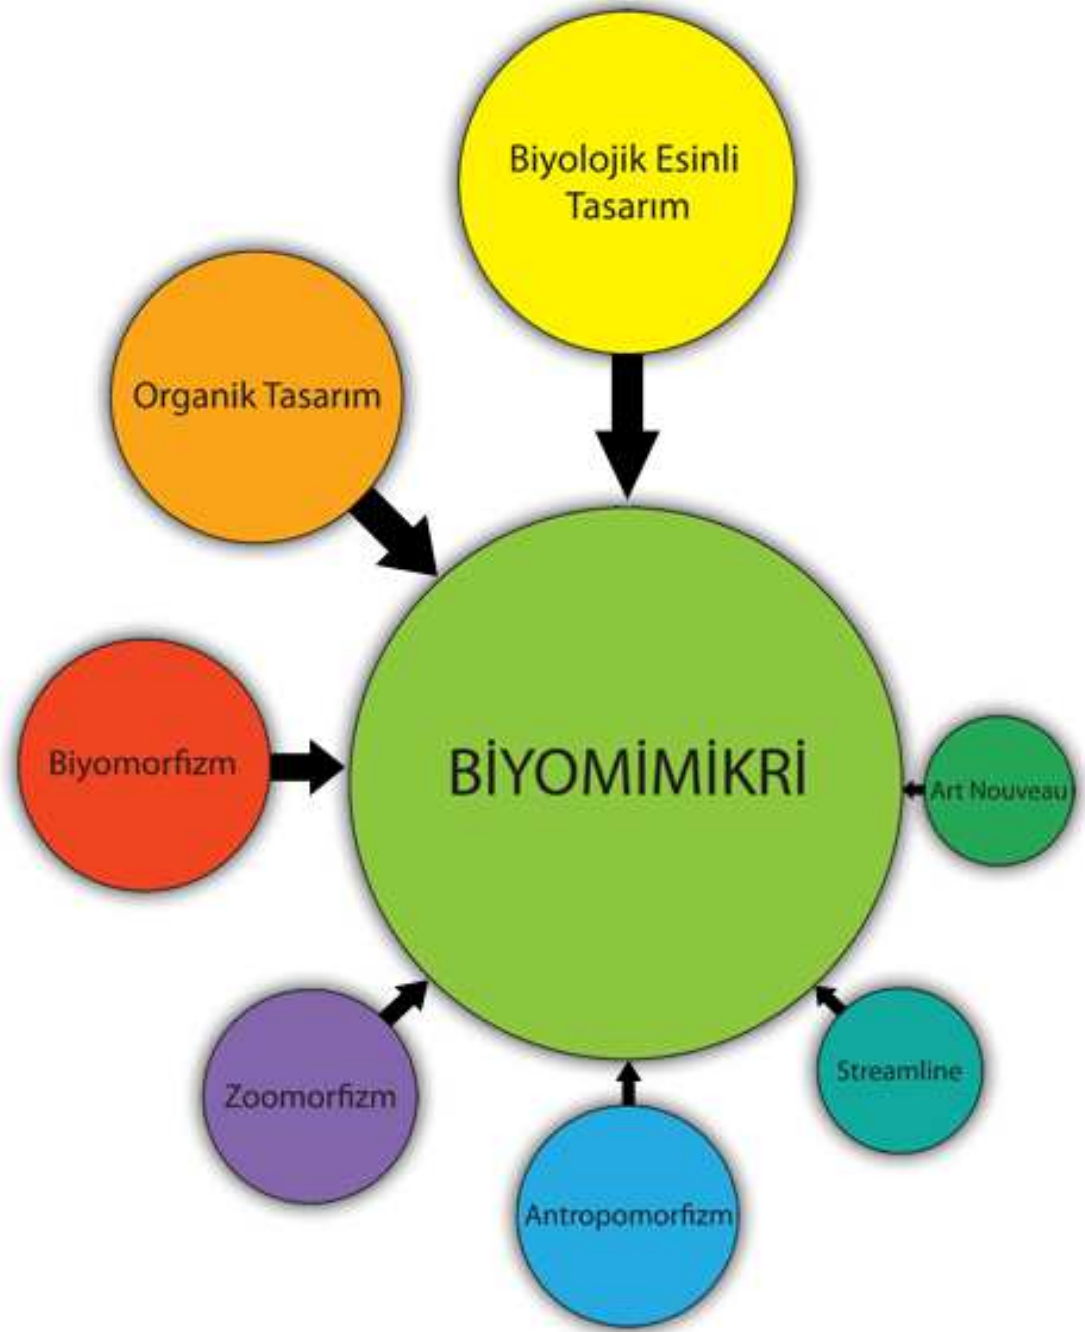 Biyolojik Esinli
Tasarım
Organik Tasarım
Biyomorfizm
BİYOMİMİKRİ
Art Nouveau
Zoomorfizm
Streamline
Antropomorfizm